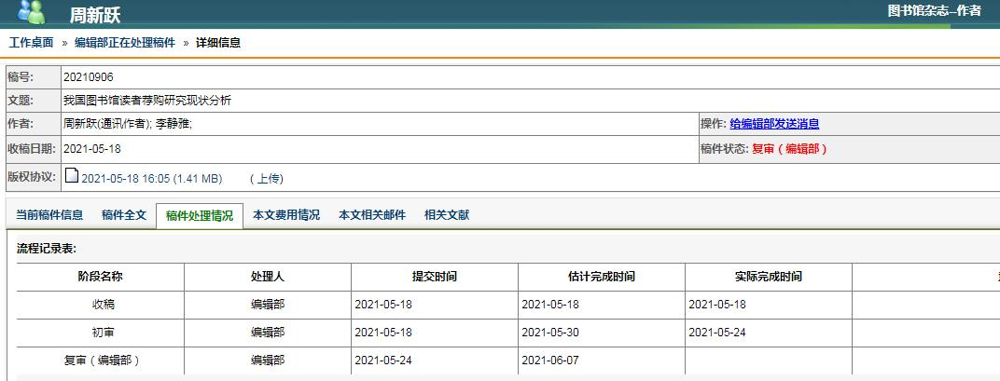 周新跃
图书馆杂志--作者
工作桌面 » 编辑部正在处理稿件 » 详细信息
稿号: 20210906
文题: 我国图书馆读者荐购研究现状分析
作者: 周新跃(通讯作者); 李静雅; 操作: 给编辑部发送消息
收稿日期: 2021-05-18 稿件状态: 复审（编辑部）
版权协议: 2021-05-18 16:05 (1.41 MB) ( 上传)
当前稿件信息 稿件全文 稿件处理情况 本文费用情况 本文相关邮件 相关文献
流程记录表:
阶段名称 处理人 提交时间 估计完成时间 实际完成时间
收稿 编辑部 2021-05-18 2021-05-18 2021-05-18
初审 编辑部 2021-05-18 2021-05-30 2021-05-24
复审（编辑部） 编辑部 2021-05-24 2021-06-07